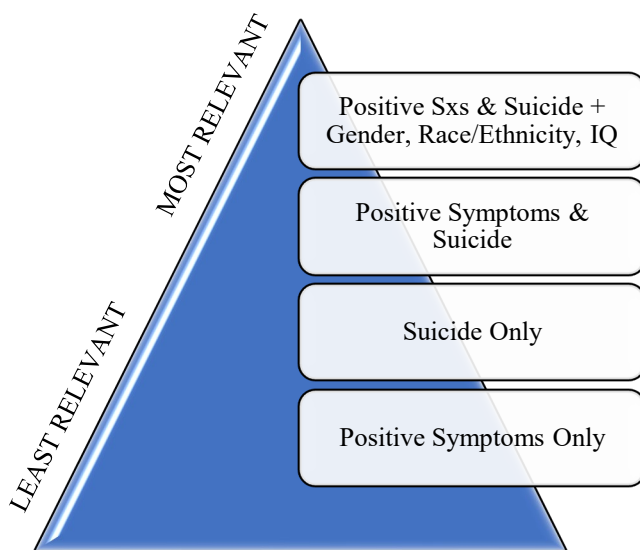 MOST RELEVANT
Positive Sxs & Suicide +
Gender, Race/Ethnicity, IQ
Positive Symptoms &
Suicide
LEAST RELEVANT
Suicide Only
Positive Symptoms Only